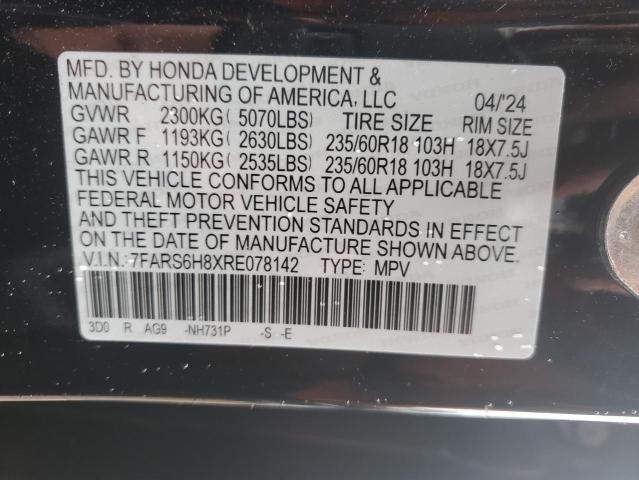 MFD. BY HONDA DEVELOPMENT &
MANUFACTURING OF AMERICA, LLC 04/'24
GVWR 2300KG( 5070LBS) TIRE SIZE RIM SIZE
GAWR F 1193KG( 2630LBS) 235/60R18 103H 18X7.5J
GAWR R 1150KG( 2535LBS) 235/60R18 103H 18X7.5J
THIS VEHICLE CONFORMS TO ALL APPLICABLE
FEDERAL MOTOR VEHICLE SAFETY
AND THEFT PREVENTION STANDARDS IN EFFECT
ON THE DATE OF MANUFACTURE SHOWN ABOVE.
V.I.N.: 7FARS6H8XRE078142 TYPE: MPV
3D0 R AG9 -NH731P -S -E